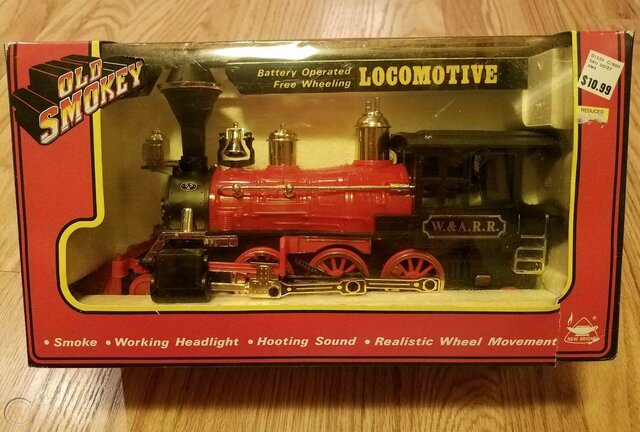 OLD
SMOKEY
Battery Operated
Free Wheeling
LOCOMOTIVE
$10.99
REDUCED
W.&A.R.R.
• Smoke • Working Headlight • Hooting Sound • Realistic Wheel Movement
NEW BRIGHT